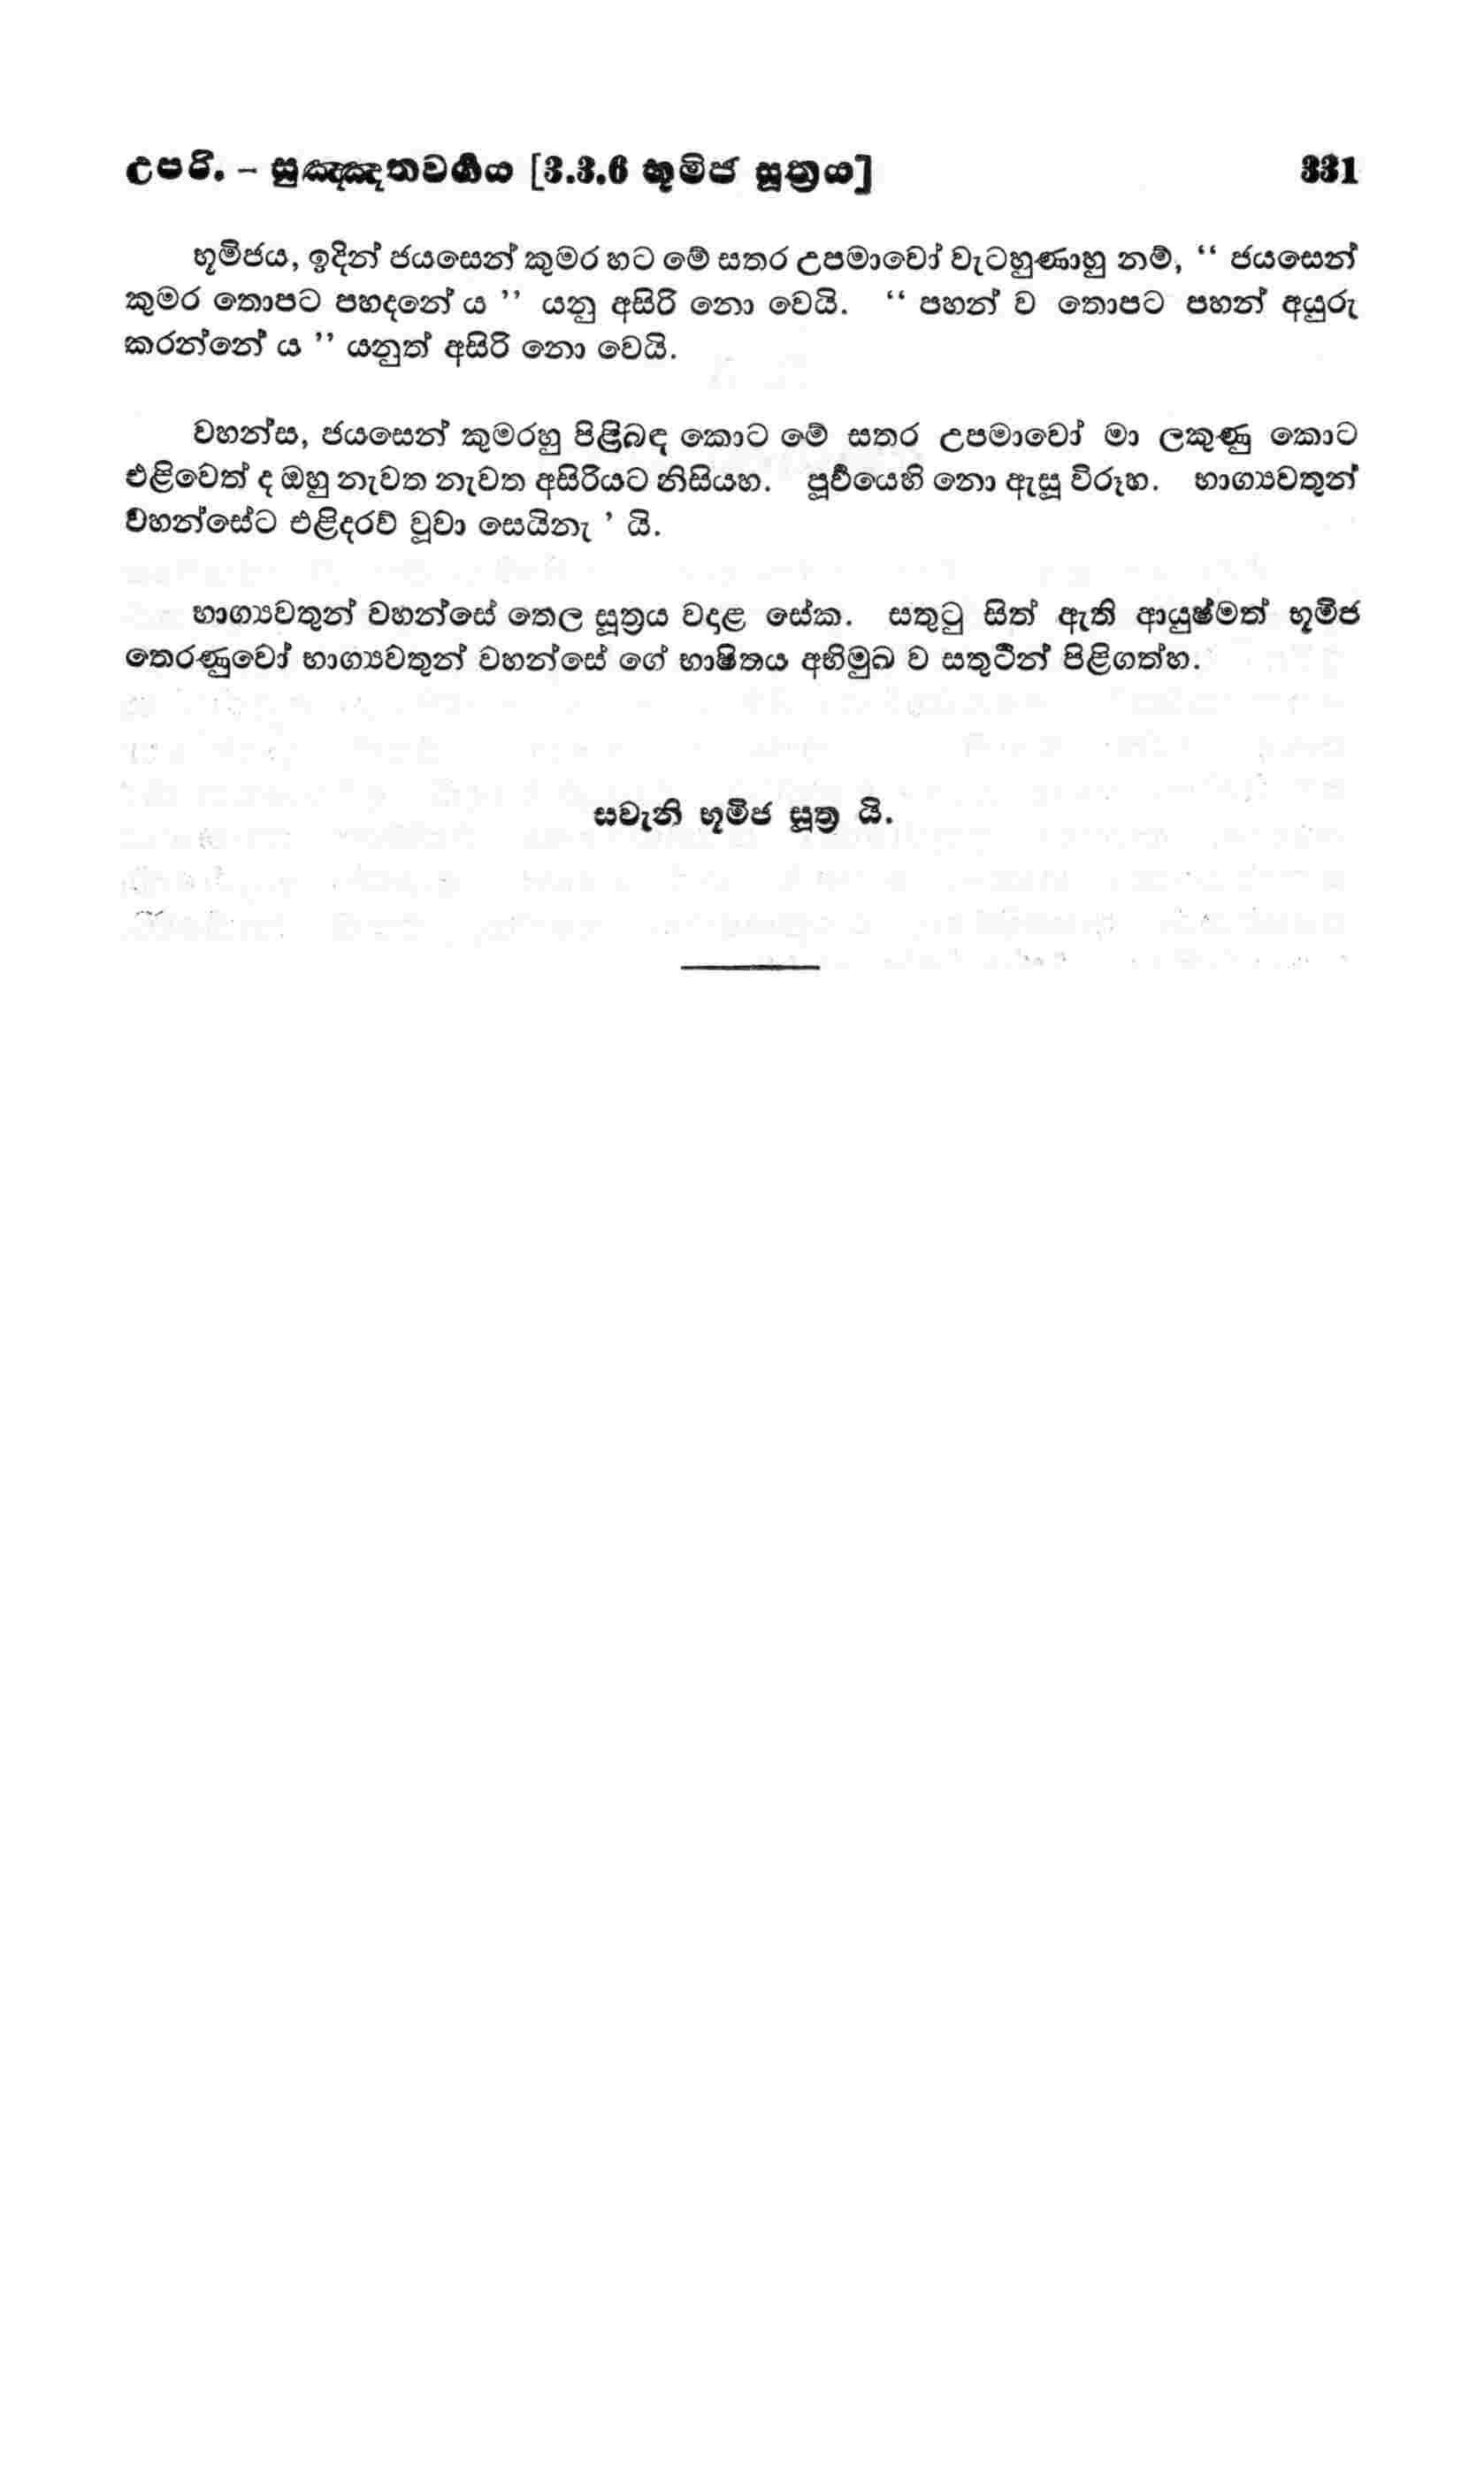 උපරි. – සුඤ්ඤතවර්‍ගය [3.3.6 භූමිජ සූත්‍රය] 331
භූමිජය, ඉදින් ජයසෙන් කුමර හට මේ සතර උපමාවෝ වැටහුණාහු නම්, “ ජයසෙන්
කුමර තොපට පහදනේ ය ” යනු අසිරි නො වෙයි. “ පහන් ව තොපට පහන් අයුරු
කරන්නේ ය ” යනුත් අසිරි නො වෙයි.
වහන්ස, ජයසෙන් කුමරහු පිළිබඳ කොට මේ සතර උපමාවෝ මා ලකුණු කොට
එළිවෙත් ද ඔහු නැවත නැවත අසිරියට නිසියහ. පූර්‍වයෙහි නො ඇසූ විරූහ. භාග්‍යවතුන්
වහන්සේට එළිදරව් වූවා සෙයිනැ ’ යි.
භාග්‍යවතුන් වහන්සේ තෙල සූත්‍රය වදාළ සේක. සතුටු සිත් ඇති ආයුෂ්මත් භූමිජ
තෙරණුවෝ භාග්‍යවතුන් වහන්සේ ගේ භාෂිතය අභිමුඛ ව සතුටින් පිළිගත්හ.
සවැනි භූමිජ සූත්‍ර යි.